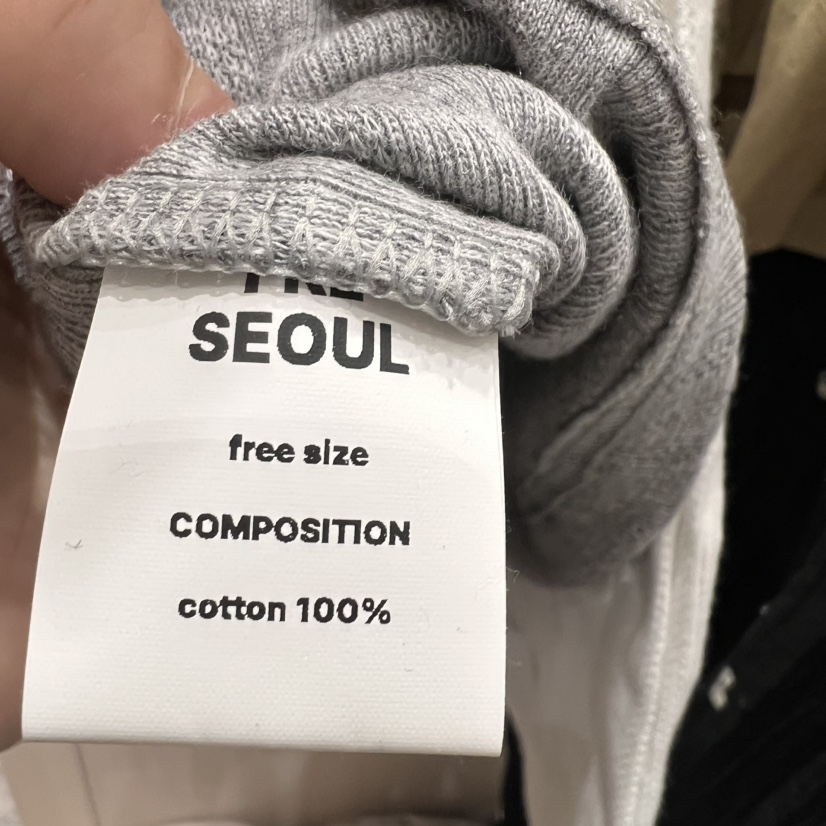 SEOUL
free size
COMPOSITION
cotton 100%